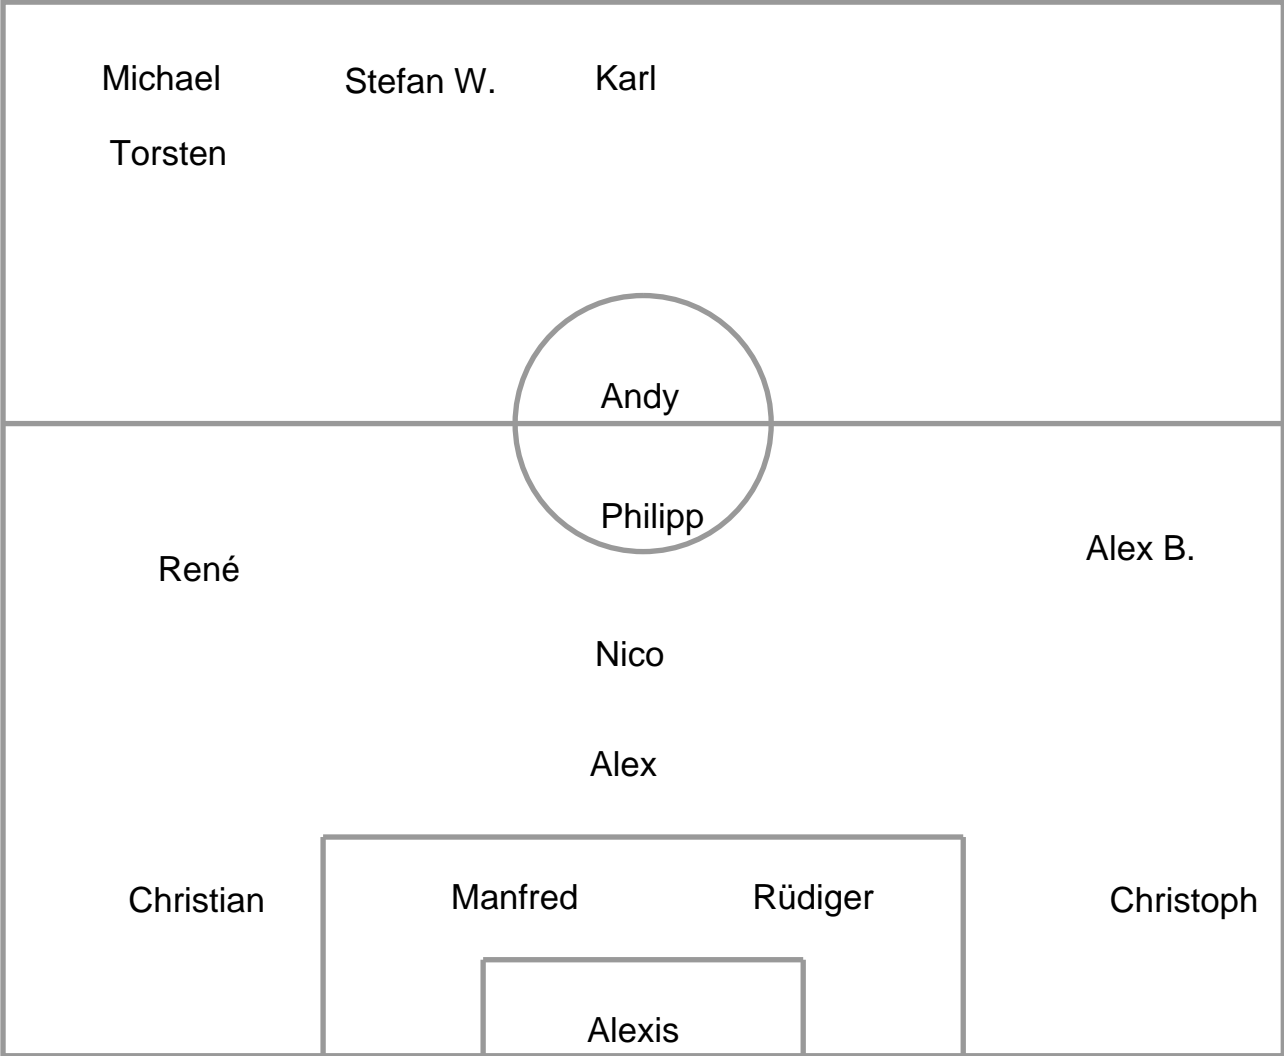 Michael Stefan W. Karl
Torsten
Andy
Philipp
Alex B.
René
Nico
Alex
Christian Manfred Rüdiger Christoph
Alexis